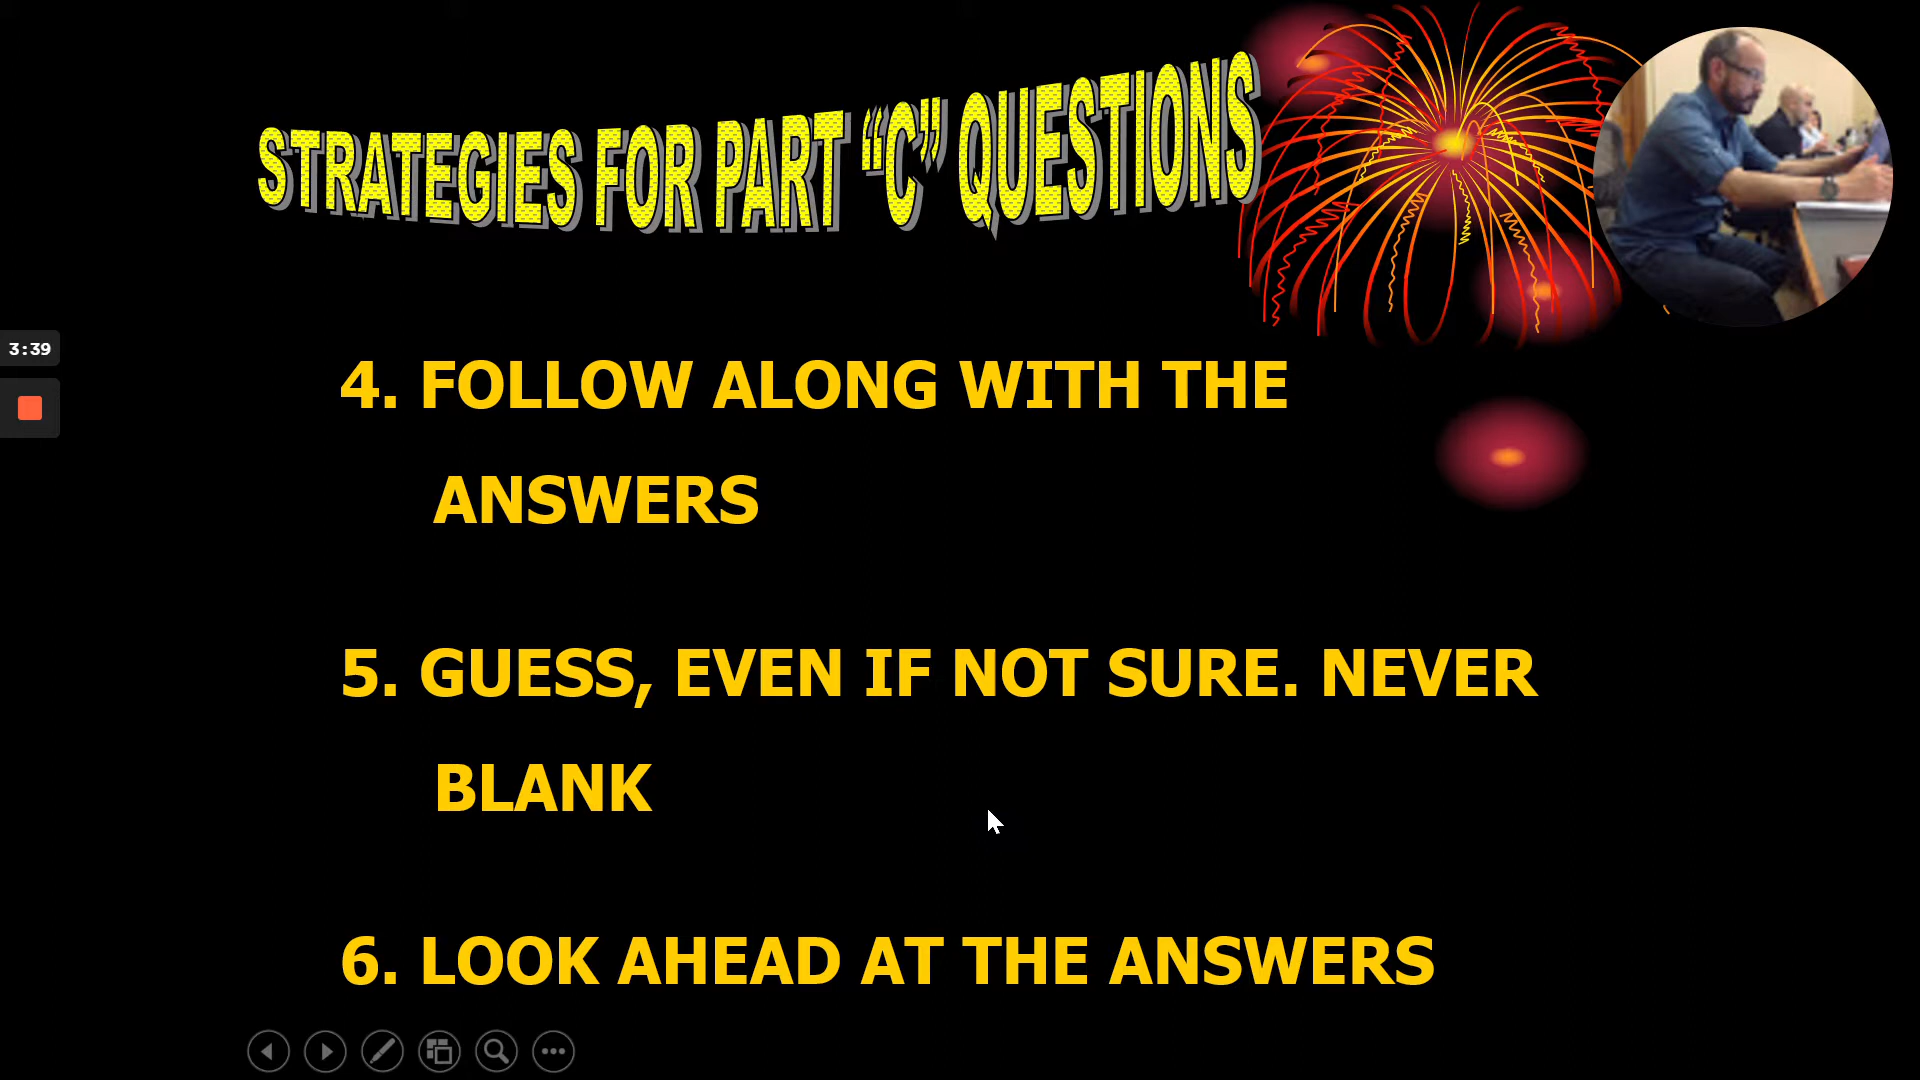 STRATEGIES FOR PART “C” QUESTIONS
3:39
4. FOLLOW ALONG WITH THE
ANSWERS
5. GUESS, EVEN IF NOT SURE. NEVER
BLANK
6. LOOK AHEAD AT THE ANSWERS